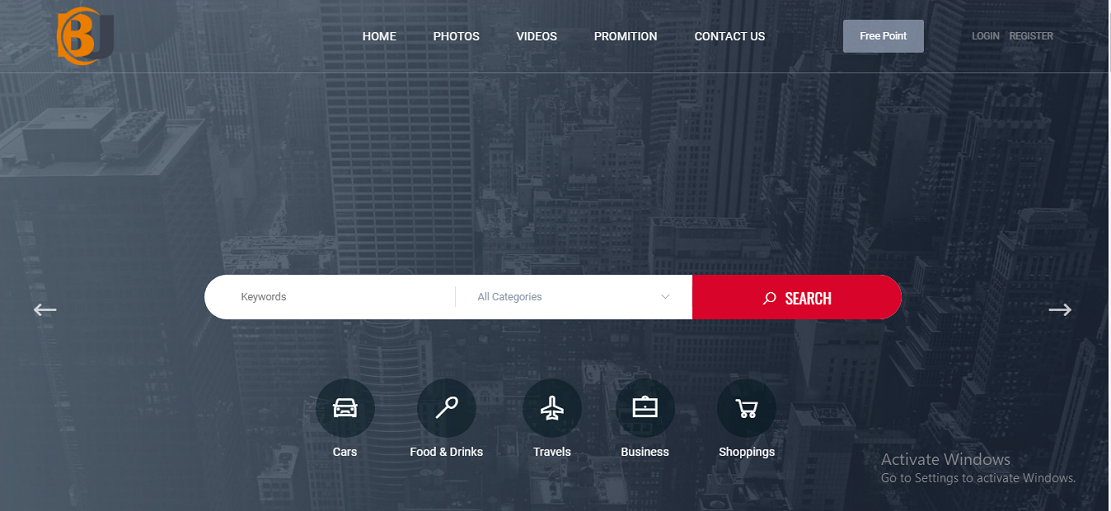 BJ
HOME PHOTOS VIDEOS PROMITION CONTACT US Free Point LOGIN REGISTER
Keywords All Categories SEARCH
Cars Food & Drinks Travels Business Shoppings
Activate Windows
Go to Settings to activate Windows.